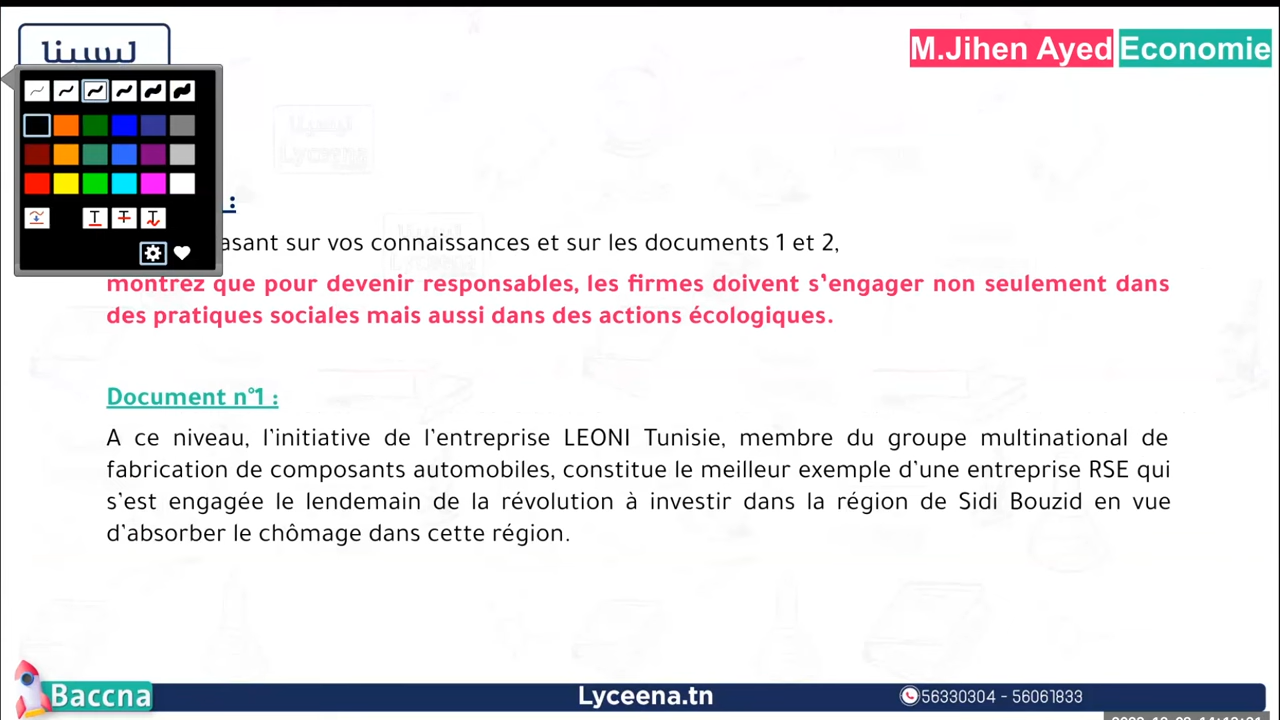 ليسينا
M.Jihen Ayed Economie
ليسينا
Lyceena
Lyceena
:
asant sur vos connaissances et sur les documents 1 et 2,
montrez que pour devenir responsables, les firmes doivent s’engager non seulement dans
des pratiques sociales mais aussi dans des actions écologiques.
Document n°1 :
A ce niveau, l’initiative de l’entreprise LEONI Tunisie, membre du groupe multinational de
fabrication de composants automobiles, constitue le meilleur exemple d’une entreprise RSE qui
s’est engagée le lendemain de la révolution à investir dans la région de Sidi Bouzid en vue
d’absorber le chômage dans cette région.
Baccna
Lyceena.tn
56330304 - 56061833